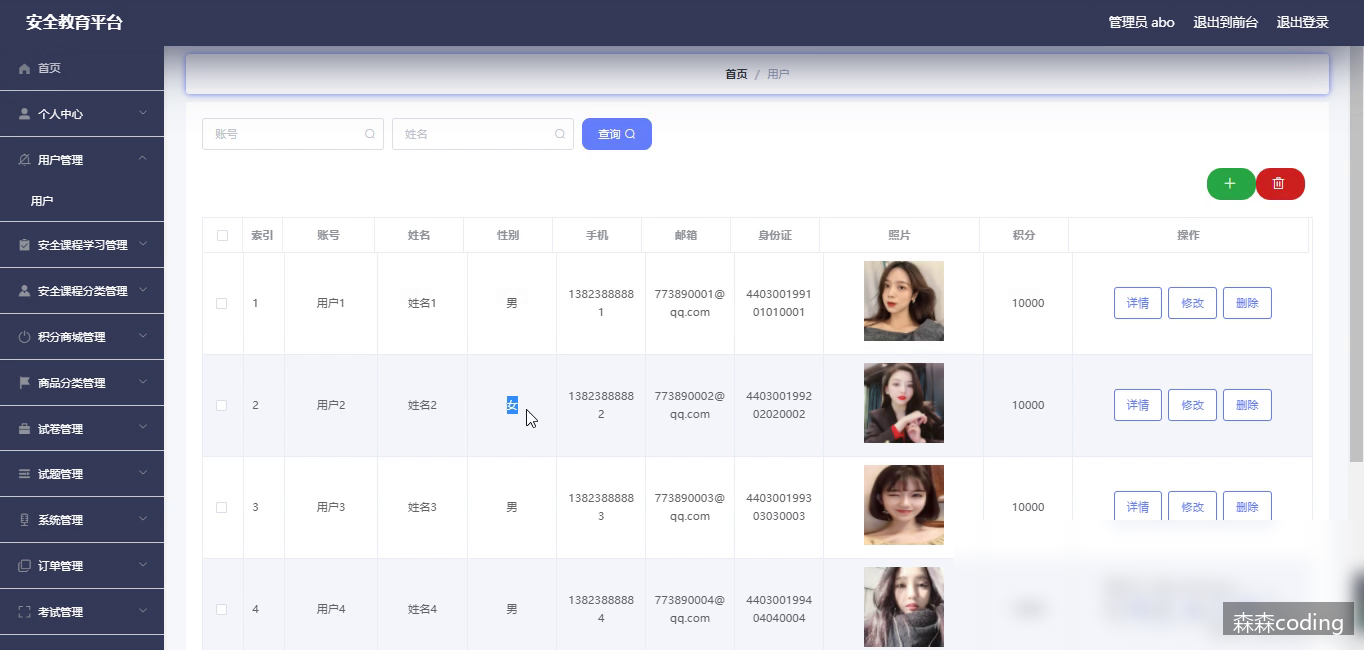 安全教育平台
管理员 abo 退出到前台 退出登录
首页
个人中心
用户管理
用户
安全课程学习管理
安全课程分类管理
积分商城管理
商品分类管理
试卷管理
试题管理
系统管理
订单管理
考试管理
首页 / 用户
账号 姓名 查询
索引 账号 姓名 性别 手机 邮箱 身份证 照片 积分 操作
1 用户1 姓名1 男 13823888881 773890001@qq.com 440300199101010001 10000 详情 修改 删除
2 用户2 姓名2 女 13823888882 773890002@qq.com 440300199202020002 10000 详情 修改 删除
3 用户3 姓名3 男 13823888883 773890003@qq.com 440300199303030003 10000 详情 修改 删除
4 用户4 姓名4 男 13823888884 773890004@qq.com 440300199404040004
森森coding